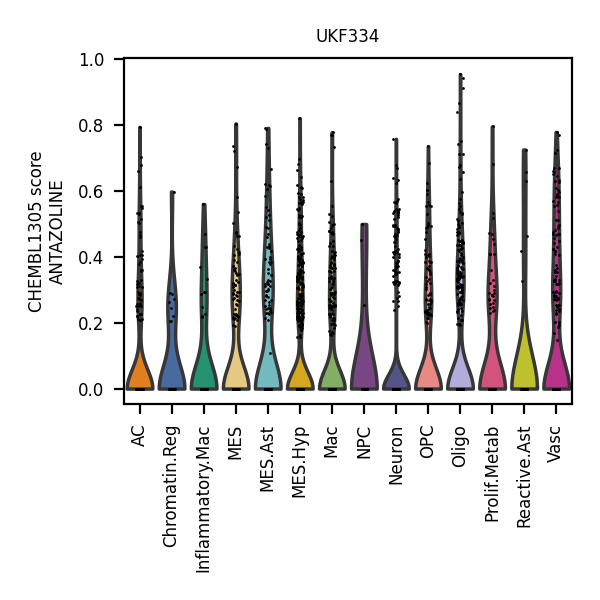 UKF334
CHEMBL1305 score
ANTAZOLINE
1.0
0.8
0.6
0.4
0.2
0.0
AC
Chromatin.Reg
Inflammatory.Mac
MES
MES.Ast
MES.Hyp
Mac
NPC
Neuron
OPC
Oligo
Prolif.Metab
Reactive.Ast
Vasc